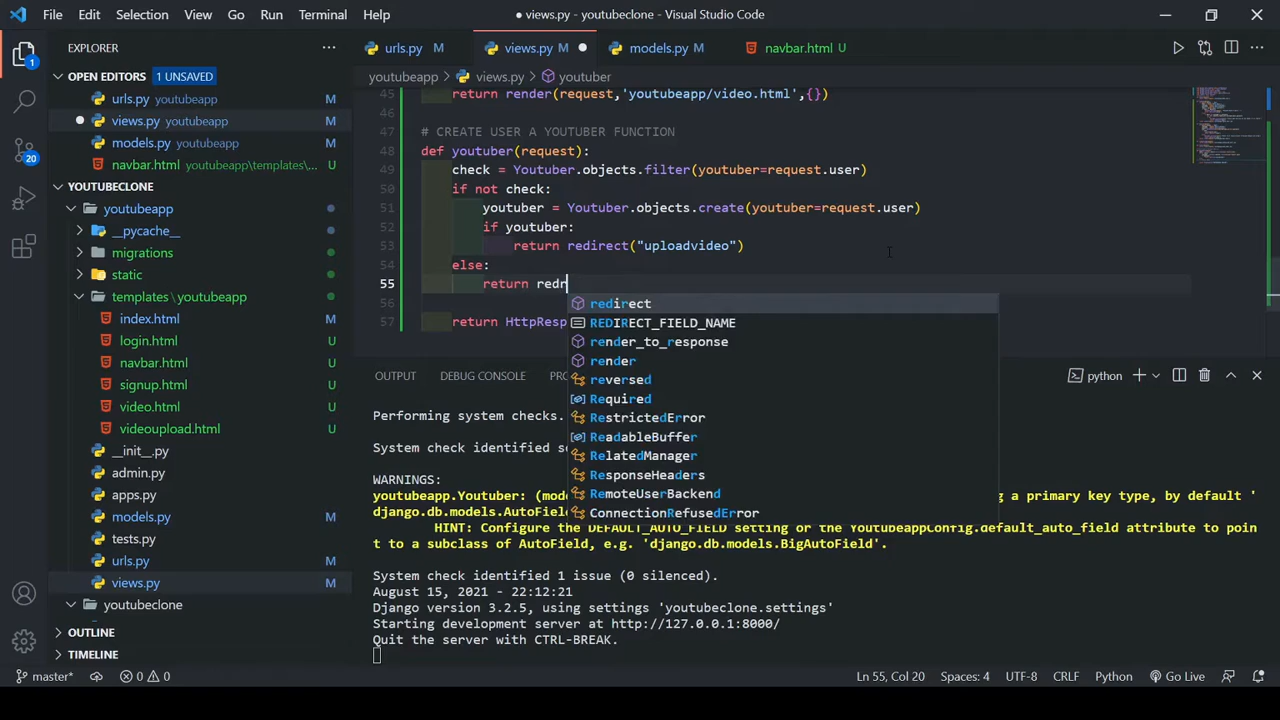 File Edit Selection View Go Run Terminal Help
● views.py - youtubeclone - Visual Studio Code
EXPLORER
OPEN EDITORS 1 UNSAVED
urls.py youtubeapp M
views.py youtubeapp M
models.py youtubeapp M
navbar.html youtubeapp\templates\... U
YOUTUBECLONE
youtubeapp
__pycache__
migrations
static
templates \ youtubeapp
index.html U
login.html U
navbar.html U
signup.html U
video.html U
videoupload.html U
__init__.py
admin.py
apps.py
models.py M
tests.py
urls.py M
views.py M
youtubeclone
OUTLINE
TIMELINE
1
20
urls.py M
views.py M
models.py M
navbar.html U
youtubeapp > views.py > youtuber
45 return render(request,'youtubeapp/video.html',{})
46
47 # CREATE USER A YOUTUBER FUNCTION
48 def youtuber(request):
49 check = Youtuber.objects.filter(youtuber=request.user)
50 if not check:
51 youtuber = Youtuber.objects.create(youtuber=request.user)
52 if youtuber:
53 return redirect("uploadvideo")
54 else:
55 return redr
56
57 return HttpResp
redirect
REDIRECT_FIELD_NAME
render_to_response
render
reversed
Required
RestrictedError
ReadableBuffer
RelatedManager
ResponseHeaders
RemoteUserBackend
ConnectionRefusedError
OUTPUT DEBUG CONSOLE PRO
python
Performing system checks.
System check identified s
WARNINGS:
youtubeapp.Youtuber: (mod g a primary key type, by default '
django.db.models.AutoFiel
HINT: Configure the DEFAULT_AUTO_FIELD setting or the YoutubeappConfig.default_auto_field attribute to poin
t to a subclass of AutoField, e.g. 'django.db.models.BigAutoField'.
System check identified 1 issue (0 silenced).
August 15, 2021 - 22:12:21
Django version 3.2.5, using settings 'youtubeclone.settings'
Starting development server at http://127.0.0.1:8000/
Quit the server with CTRL-BREAK.
master* 0 0 Ln 55, Col 20 Spaces: 4 UTF-8 CRLF Python Go Live